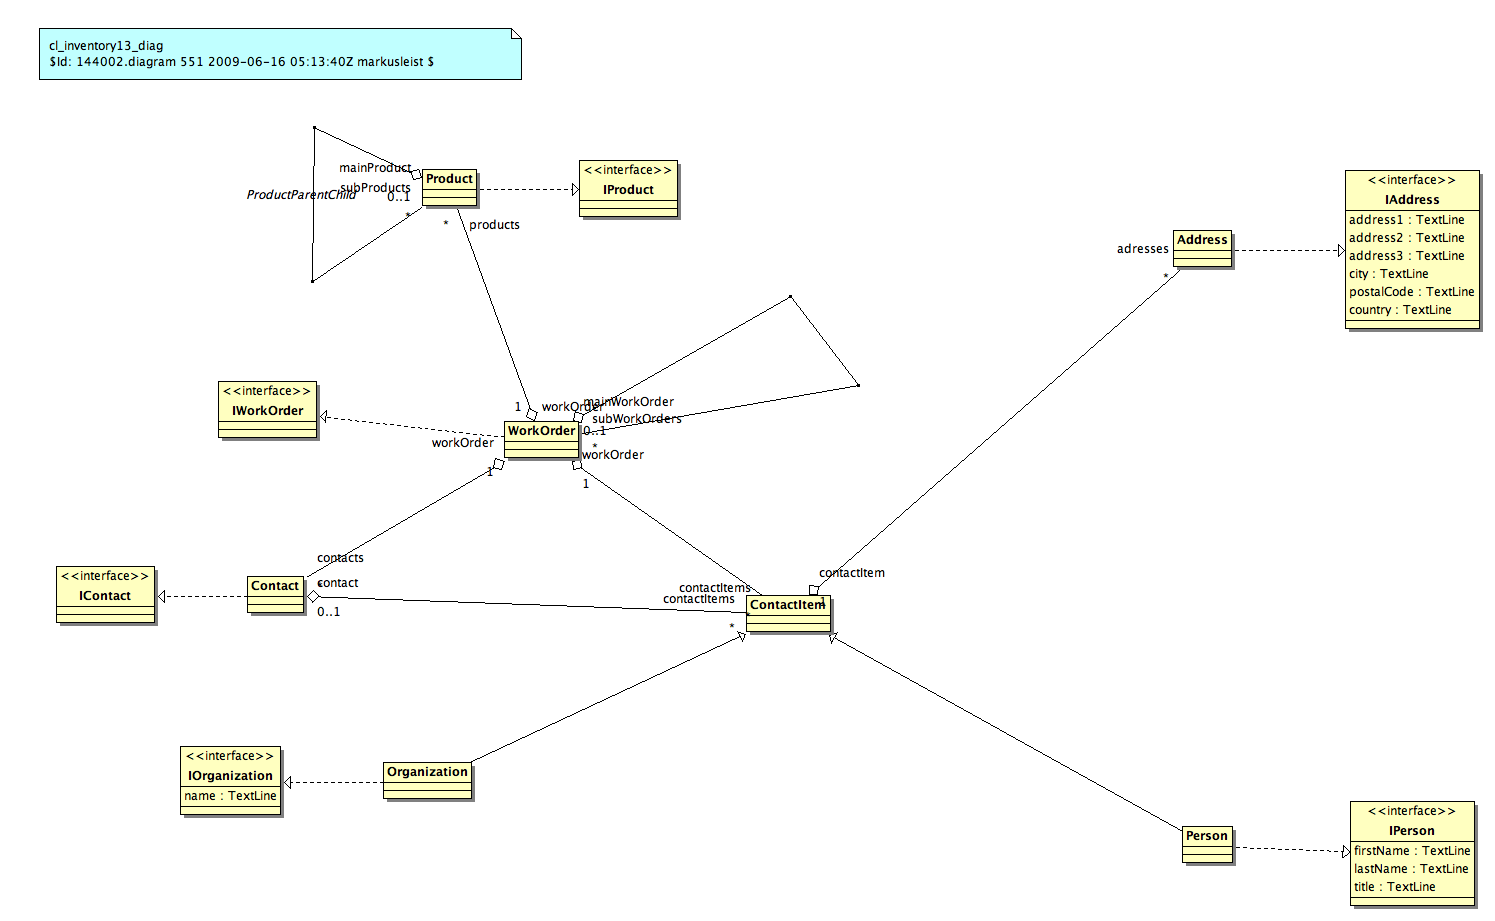 cl_inventory13_diag
$Id: 144002.diagram 551 2009-06-16 05:13:40Z markusleist $
mainProduct
subProducts
ProductParentChild
0..1
*
Product
<<interface>>
IProduct
*
products
<<interface>>
IAddress
address1 : TextLine
address2 : TextLine
address3 : TextLine
city : TextLine
postalCode : TextLine
country : TextLine
Address
adresses
*
<<interface>>
IWorkOrder
1
workOrder
mainWorkOrder
subWorkOrders
0..1
*
WorkOrder
workOrder
1
workOrder
1
contacts
*
contact
0..1
<<interface>>
IContact
Contact
contactItems
contactItems
*
*
contactItem
1
ContactItem
<<interface>>
IOrganization
name : TextLine
Organization
Person
<<interface>>
IPerson
firstName : TextLine
lastName : TextLine
title : TextLine